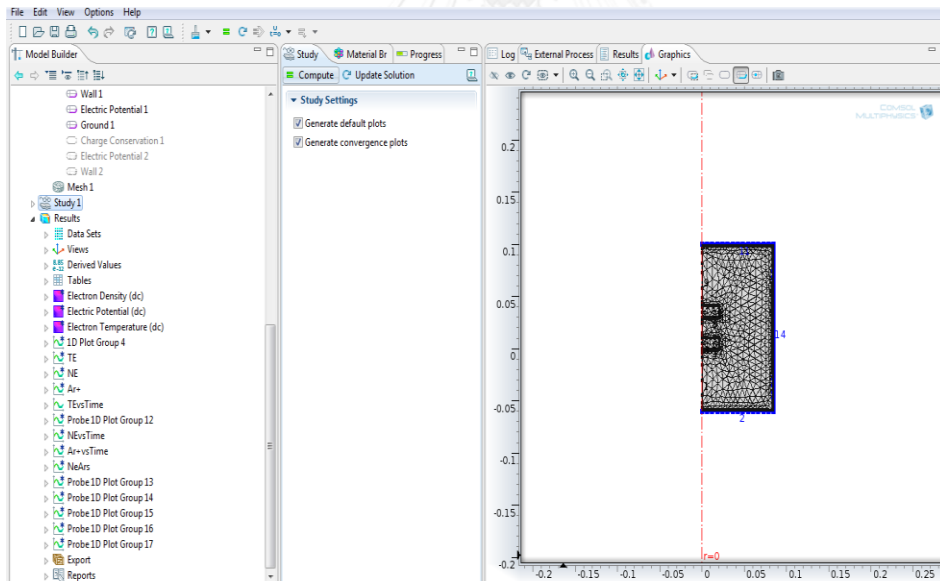 File Edit View Options Help
Model Builder
Wall 1
Electric Potential 1
Ground 1
Charge Conservation 1
Electric Potential 2
Wall 2
Mesh 1
Study 1
Results
Data Sets
Views
Derived Values
Tables
Electron Density (dc)
Electric Potential (dc)
Electron Temperature (dc)
1D Plot Group 4
TE
NE
Ar+
TEvsTime
Probe 1D Plot Group 12
NEvsTime
Ar+vsTime
NeArs
Probe 1D Plot Group 13
Probe 1D Plot Group 14
Probe 1D Plot Group 15
Probe 1D Plot Group 16
Probe 1D Plot Group 17
Export
Reports
Study Material Br Progress
Compute Update Solution
Study Settings
Generate default plots
Generate convergence plots
Log External Process Results Graphics
COMSOL
MULTIPHYSICS
0.2
0.15
0.1
0.05
0
-0.05
-0.1
-0.15
-0.2
14
2
r=0
-0.2 -0.15 -0.1 -0.05 0 0.05 0.1 0.15 0.2 0.25